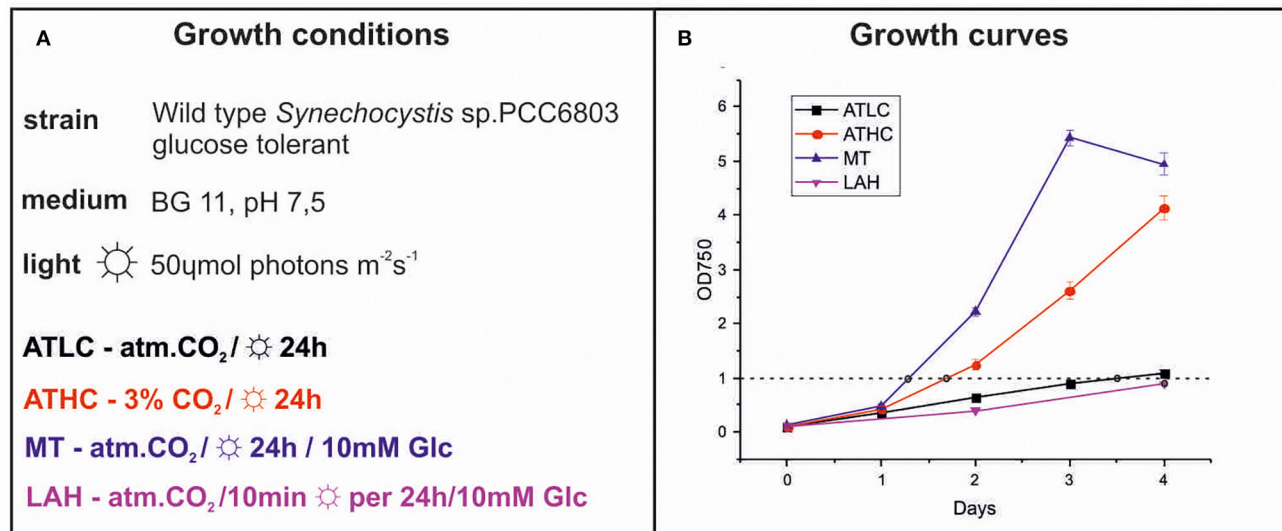 A Growth conditions
strain Wild type Synechocystis sp.PCC6803
glucose tolerant
medium BG 11, pH 7,5
light 50ɥmol photons m⁻²s⁻¹
ATLC - atm.CO₂/ 24h
ATHC - 3% CO₂/ 24h
MT - atm.CO₂/ 24h / 10mM Glc
LAH - atm.CO₂/10min per 24h/10mM Glc
B Growth curves
ATLC
ATHC
MT
LAH
OD750
6
5
4
3
2
1
0
0 1 2 3 4
Days